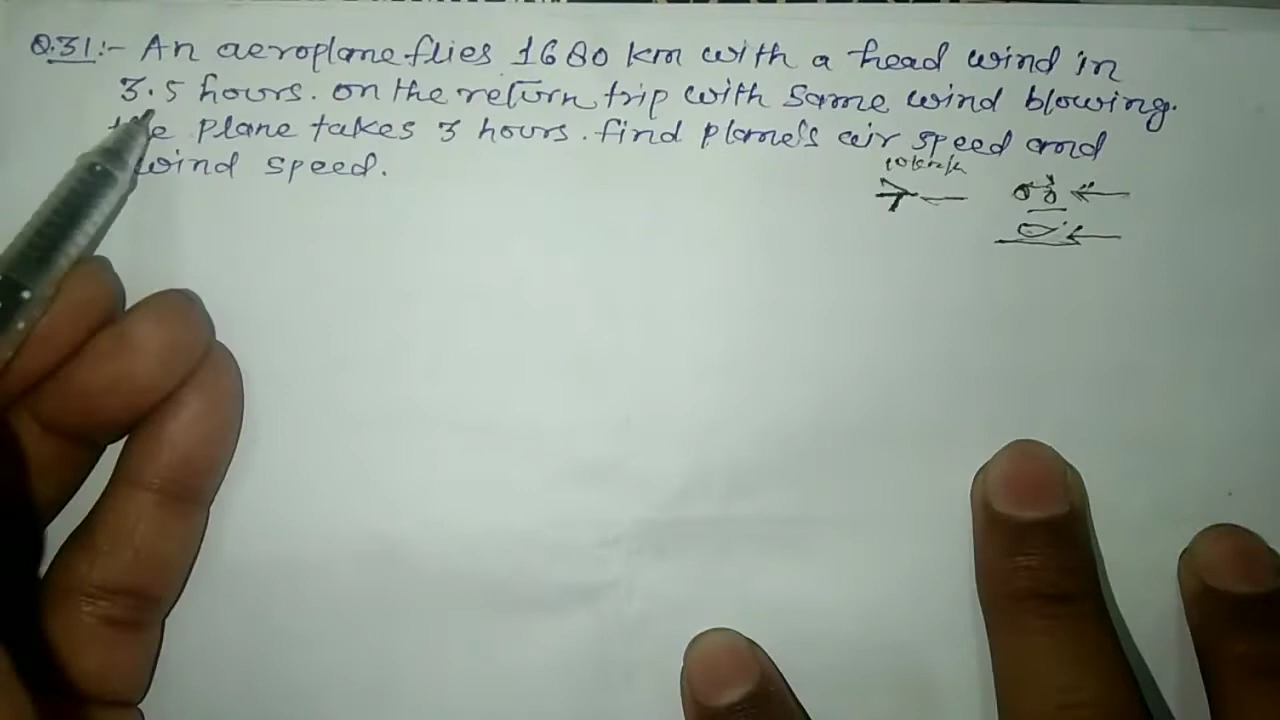 Q.31:- An aeroplane flies 1680 km with a head wind in
3.5 hours. on the return trip with same wind blowing.
the plane takes 3 hours. find plane's air speed and
wind speed.